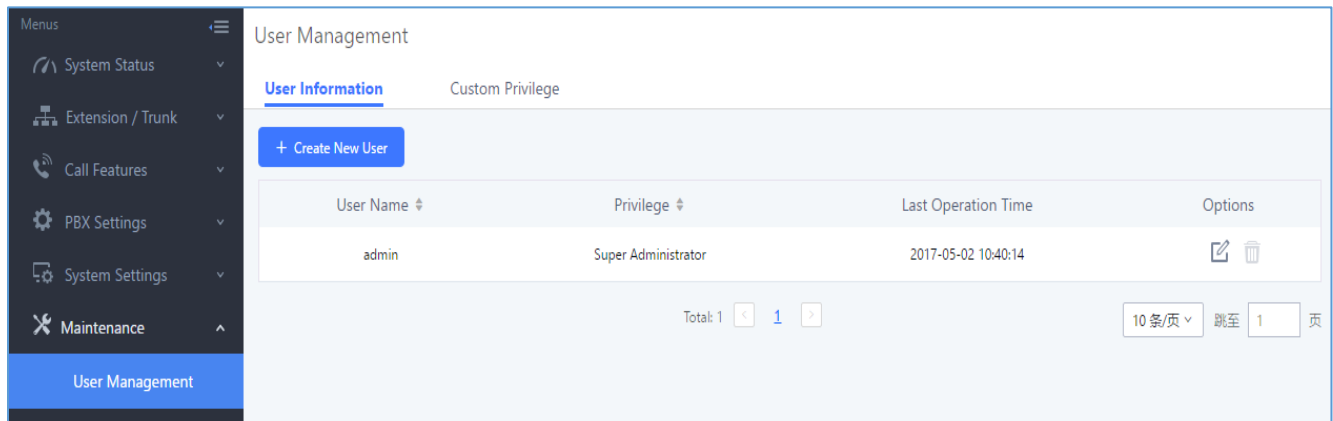 Menus
System Status
Extension / Trunk
Call Features
PBX Settings
System Settings
Maintenance
User Management
User Management
User Information Custom Privilege
+ Create New User
User Name Privilege Last Operation Time Options
admin Super Administrator 2017-05-02 10:40:14
Total: 1 < 1 > 10 条/页 跳至 1 页